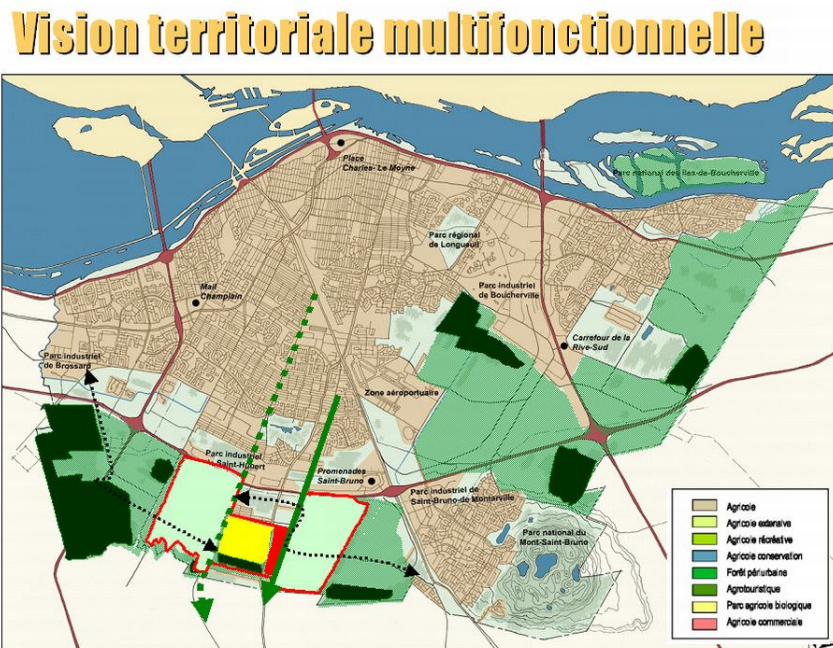 Vision territoriale multifonctionnelle
Place
Charles- Le Moyne
Parc national des îles-de-Boucherville
Parc régional
de Longueuil
Parc industriel
de Boucherville
Mail
Champlain
Carrefour de la
Rive-Sud
Parc industriel
de Brossard
Zone aéroportuaire
Parc industriel
de Saint-Hubert
Promenades
Saint-Bruno
Parc industriel de
Saint-Bruno-de-Montarville
Parc national du
Mont-Saint-Bruno
Agricole
Agricole extensive
Agricole récréative
Agricole conservation
Forêt périurbaine
Agrotouristique
Parc agricole biologique
Agricole commerciale